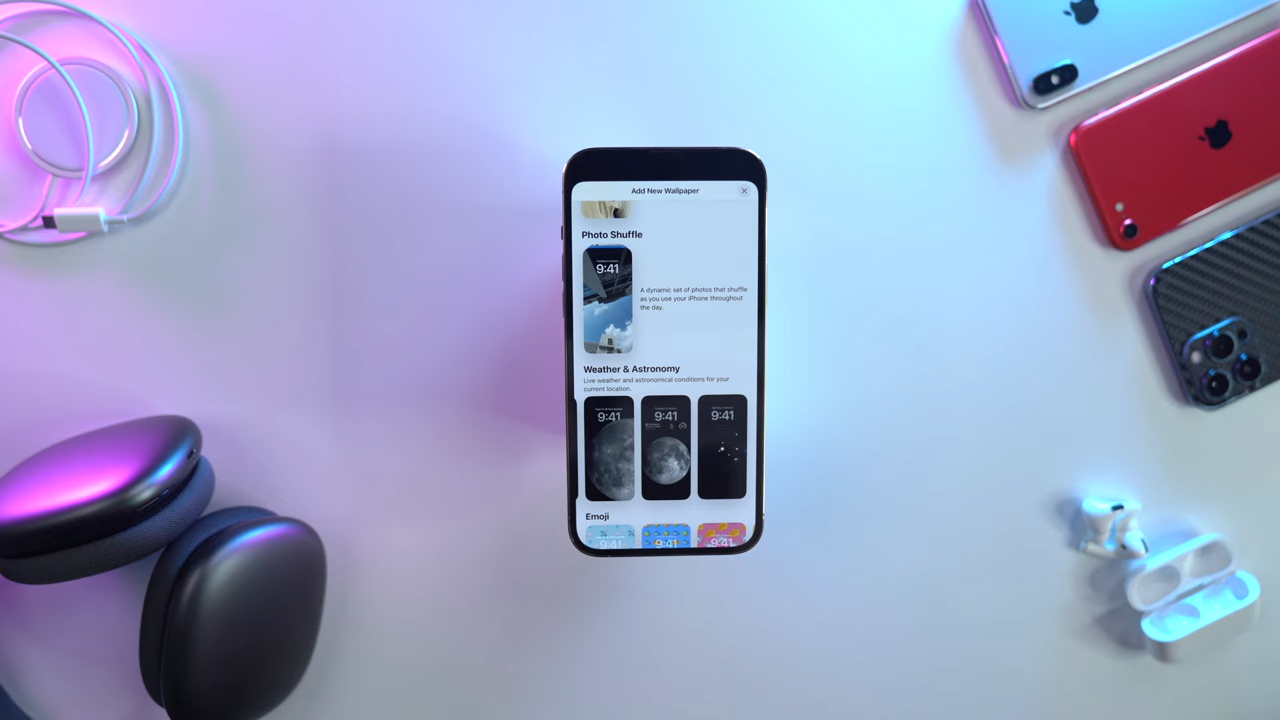 Add New Wallpaper
Photo Shuffle
9:41
A dynamic set of photos that shuffle
as you use your iPhone throughout
the day.
Weather & Astronomy
Live weather and astronomical conditions for your
current location.
9:41
9:41
9:41
Emoji
9:41
9:41
9:41